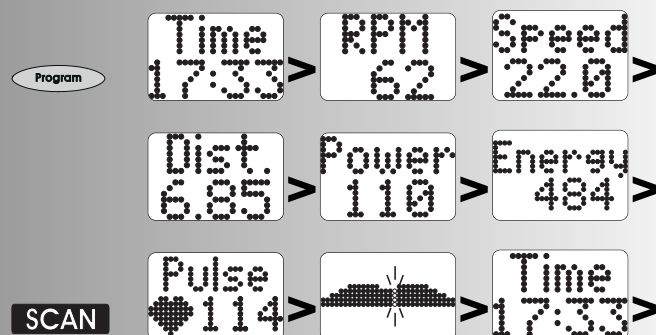 Time
17:33
>
RPM
62
>
Speed
22.0
>
Program
Dist.
6.85
>
Power
110
>
Energy
484
>
Pulse
114
>
>
Time
17:33
>
SCAN